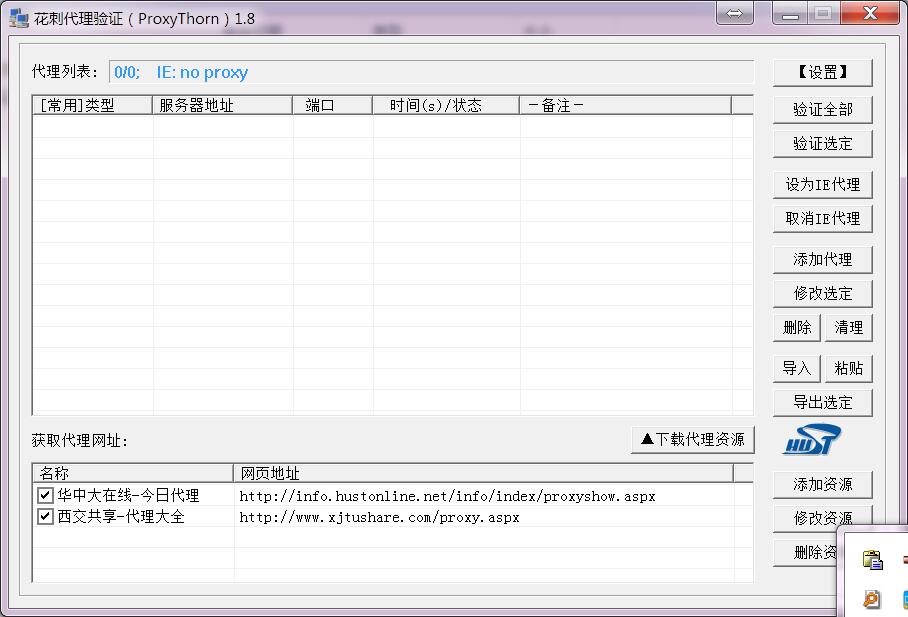 花刺代理验证 ( ProxyThorn ) 1.8
代理列表: 0/0; IE: no proxy
【设置】
[常用]类型 服务器地址 端口 时间(s)/状态 －备注－
验证全部
验证选定
设为IE代理
取消IE代理
添加代理
修改选定
删除 清理
导入 粘贴
导出选定
获取代理网址: ▲下载代理资源
HUST
名称 网页地址
华中大在线-今日代理 http://info.hustonline.net/info/index/proxyshow.aspx
西交共享-代理大全 http://www.xjtushare.com/proxy.aspx
添加资源
修改资源
删除资